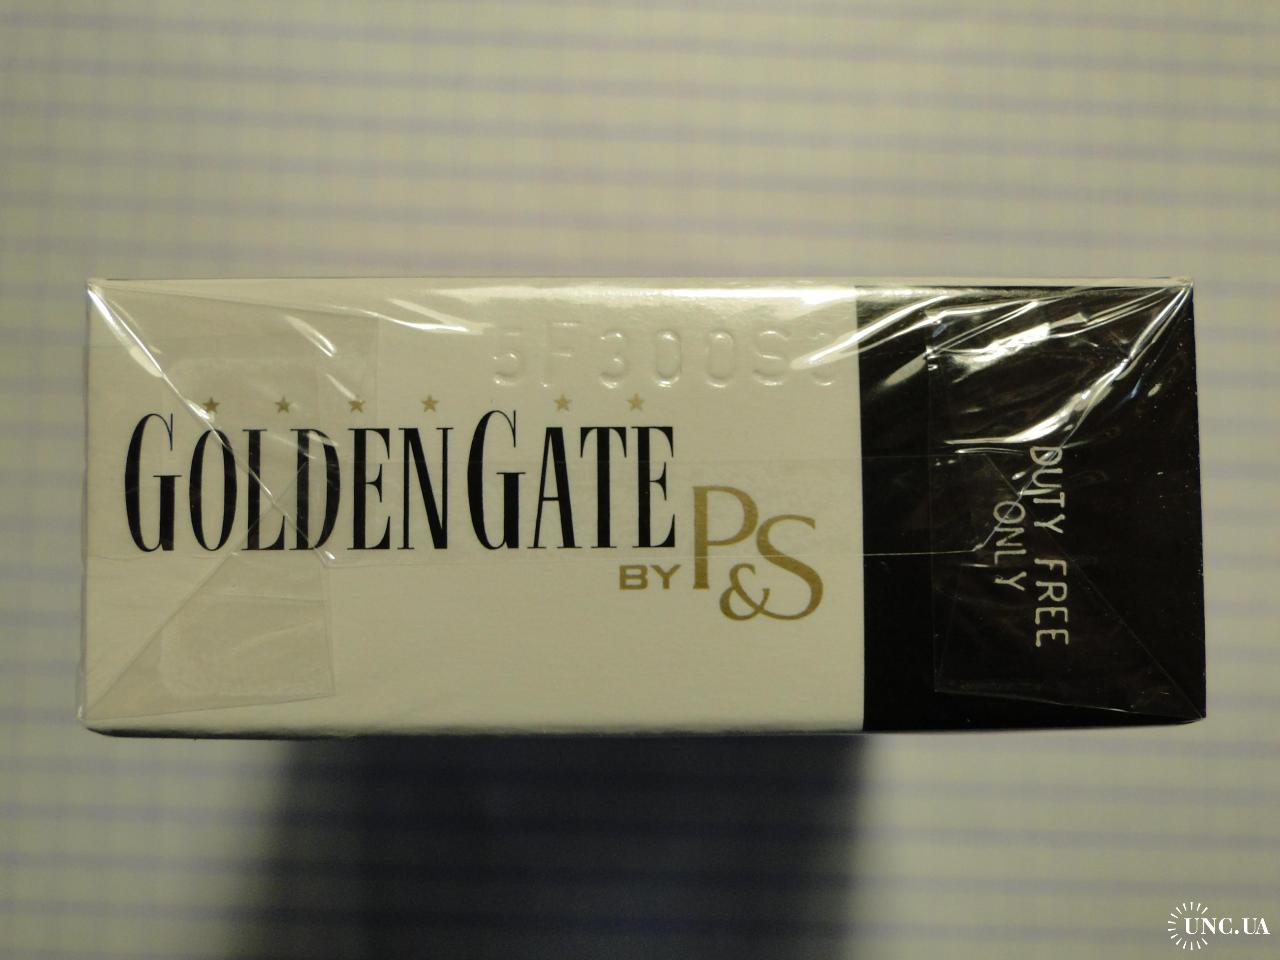 5F300S
GOLDEN GATE
BY P&S
DUTY FREE
ONLY
UNC.UA